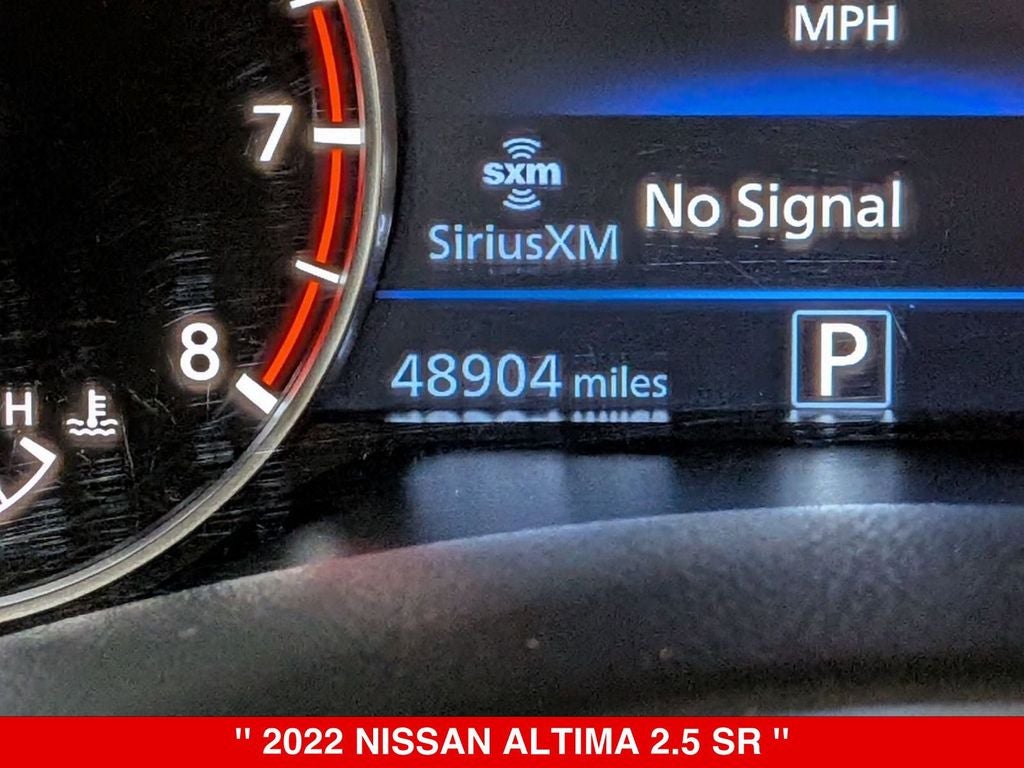 MPH
7
sxm
No Signal
SiriusXM
8
48904 miles
P
H
" 2022 NISSAN ALTIMA 2.5 SR "